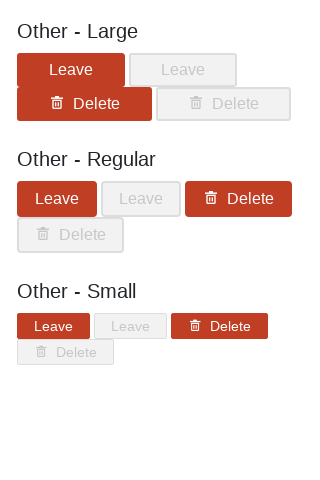 Other - Large
Leave Leave
Delete Delete
Other - Regular
Leave Leave Delete
Delete
Other - Small
Leave Leave Delete
Delete